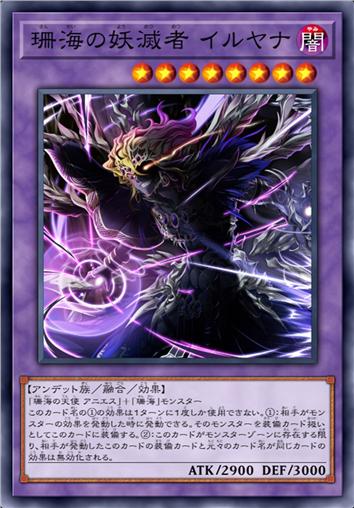 珊海の妖滅者 イルヤナ
闇
【アンデット族／融合／効果】
「珊海の天使 アニエス」＋「珊海」モンスター
このカード名の①の効果は1ターンに1度しか使用できない。①：相手がモン
スターの効果を発動した時に発動できる。そのモンスターを装備カード扱い
としてこのカードに装備する。②：このカードがモンスターゾーンに存在する限
り、相手が発動したこのカードの装備カードと元々のカード名が同じカードの
効果は無効化される。
ATK/2900 DEF/3000